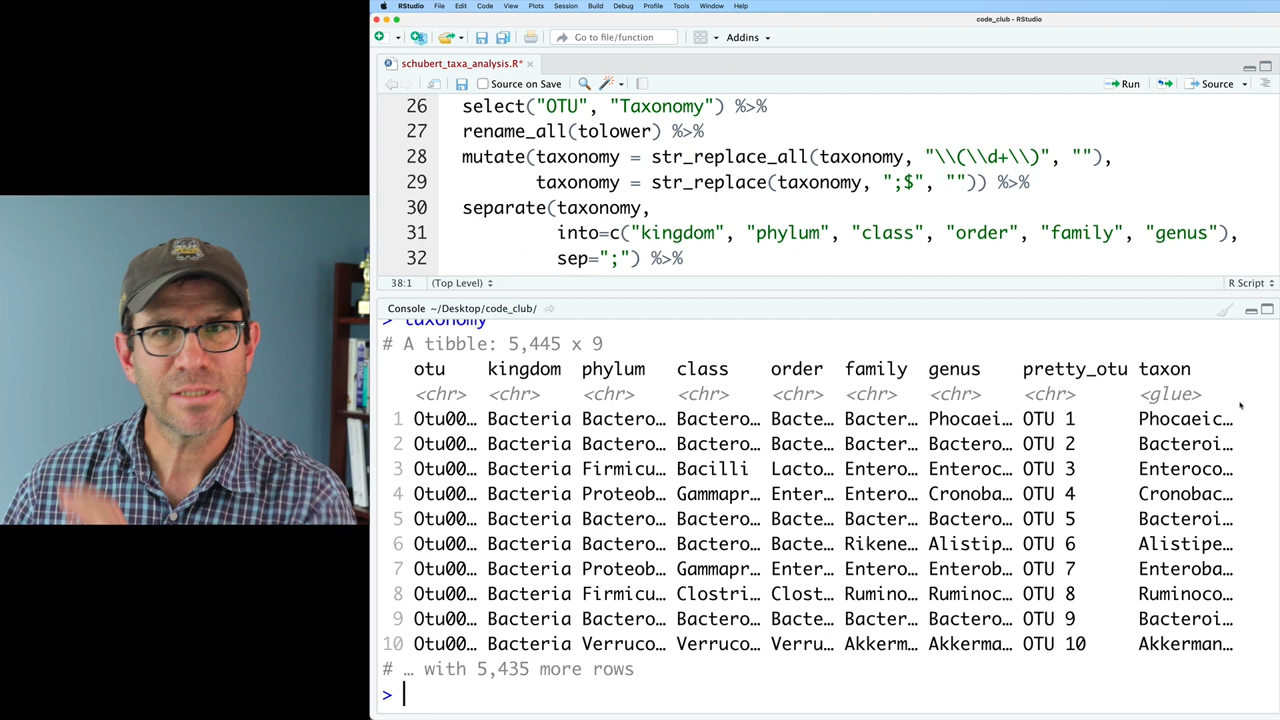 RStudio File Edit Code View Plots Session Build Debug Profile Tools Window Help
code_club - RStudio
Go to file/function Addins
schubert_taxa_analysis.R*
Source on Save Run Source
26 select("OTU", "Taxonomy") %>%
27 rename_all(tolower) %>%
28 mutate(taxonomy = str_replace_all(taxonomy, "\\(\\d+\\)", ""),
29 taxonomy = str_replace(taxonomy, ";$", "")) %>%
30 separate(taxonomy,
31 into=c("kingdom", "phylum", "class", "order", "family", "genus"),
32 sep=";") %>%
38:1 (Top Level) R Script
Console ~/Desktop/code_club/
> taxonomy
# A tibble: 5,445 x 9
otu kingdom phylum class order family genus pretty_otu taxon
<chr> <chr> <chr> <chr> <chr> <chr> <chr> <chr> <glue>
1 Otu00… Bacteria Bactero… Bactero… Bacte… Bacter… Phocaei… OTU 1 Phocaeic…
2 Otu00… Bacteria Bactero… Bactero… Bacte… Bacter… Bactero… OTU 2 Bacteroi…
3 Otu00… Bacteria Firmicu… Bacilli Lacto… Entero… Enteroc… OTU 3 Enteroco…
4 Otu00… Bacteria Proteob… Gammapr… Enter… Entero… Cronoba… OTU 4 Cronobac…
5 Otu00… Bacteria Bactero… Bactero… Bacte… Bacter… Bactero… OTU 5 Bacteroi…
6 Otu00… Bacteria Bactero… Bactero… Bacte… Rikene… Alistip… OTU 6 Alistipe…
7 Otu00… Bacteria Proteob… Gammapr… Enter… Entero… Enterob… OTU 7 Enteroba…
8 Otu00… Bacteria Firmicu… Clostri… Clost… Rumino… Ruminoc… OTU 8 Ruminoco…
9 Otu00… Bacteria Bactero… Bactero… Bacte… Bacter… Bactero… OTU 9 Bacteroi…
10 Otu00… Bacteria Verruco… Verruco… Verru… Akkerm… Akkerma… OTU 10 Akkerman…
# … with 5,435 more rows
>